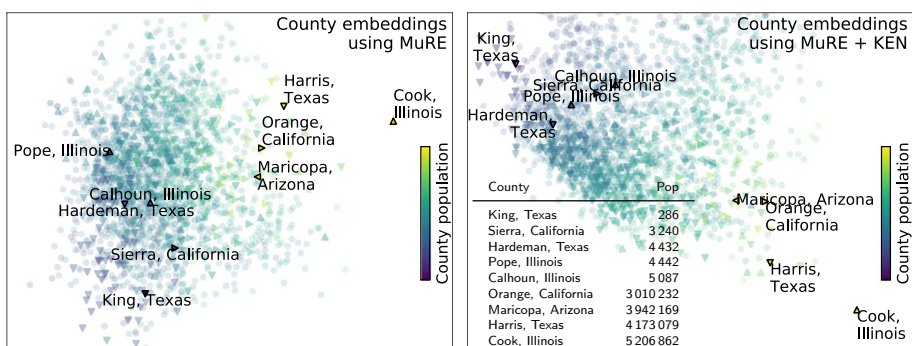 County embeddings
using MuRE
Harris,
Texas
Cook,
Illinois
Orange,
California
Pope, Illinois
Maricopa,
Arizona
Calhoun, Illinois
Hardeman, Texas
Sierra, California
King, Texas
County population
County embeddings
using MuRE + KEN
King,
Texas
Calhoun, Illinois
Sierra, California
Pope, Illinois
Hardeman,
Texas
Maricopa, Arizona
Orange,
California
Harris,
Texas
Cook,
Illinois
County population
County Pop
King, Texas 286
Sierra, California 3 240
Hardeman, Texas 4 432
Pope, Illinois 4 442
Calhoun, Illinois 5 087
Orange, California 3 010 232
Maricopa, Arizona 3 942 169
Harris, Texas 4 173 079
Cook, Illinois 5 206 862